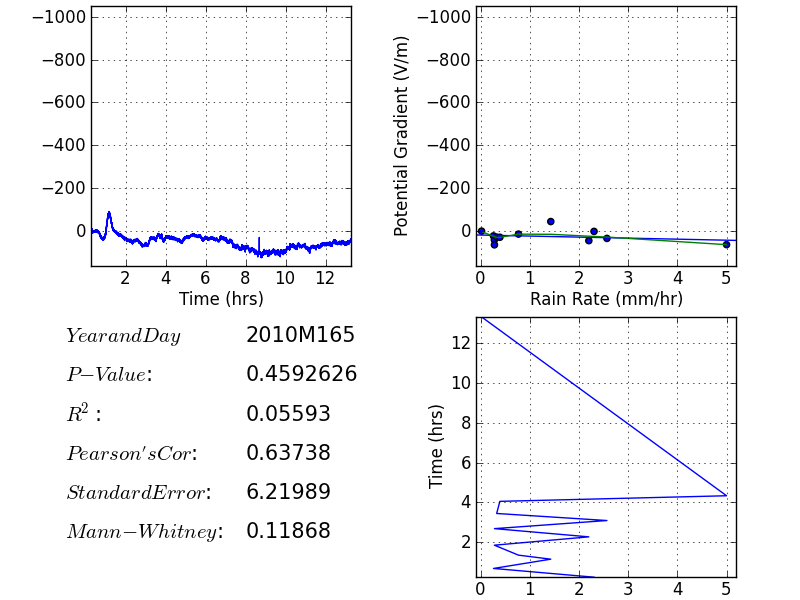 −1000
−800
−600
−400
−200
0
2 4 6 8 10 12
Time (hrs)
Potential Gradient (V/m)
−1000
−800
−600
−400
−200
0
0 1 2 3 4 5
Rain Rate (mm/hr)
YearandDay 2010M165
P−Value: 0.4592626
R²: 0.05593
Pearson'sCor: 0.63738
StandardError: 6.21989
Mann−Whitney: 0.11868
Time (hrs)
12
10
8
6
4
2
0 1 2 3 4 5